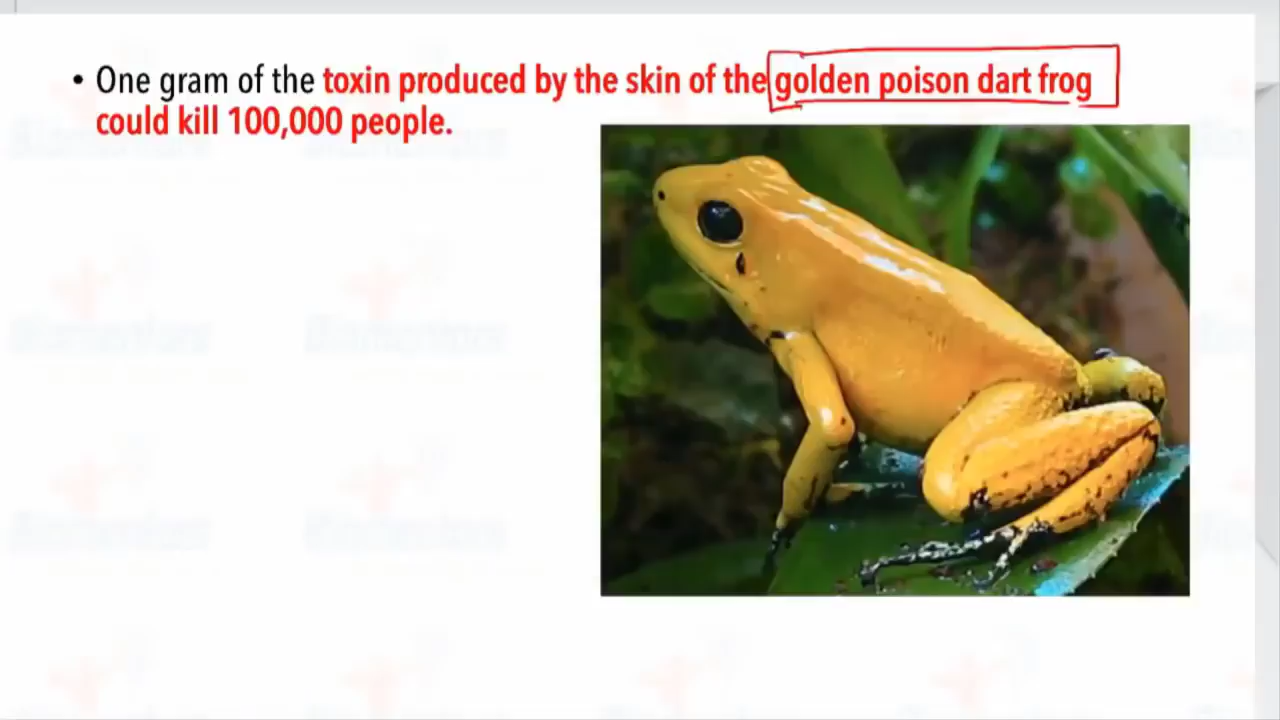 • One gram of the toxin produced by the skin of the golden poison dart frog
could kill 100,000 people.